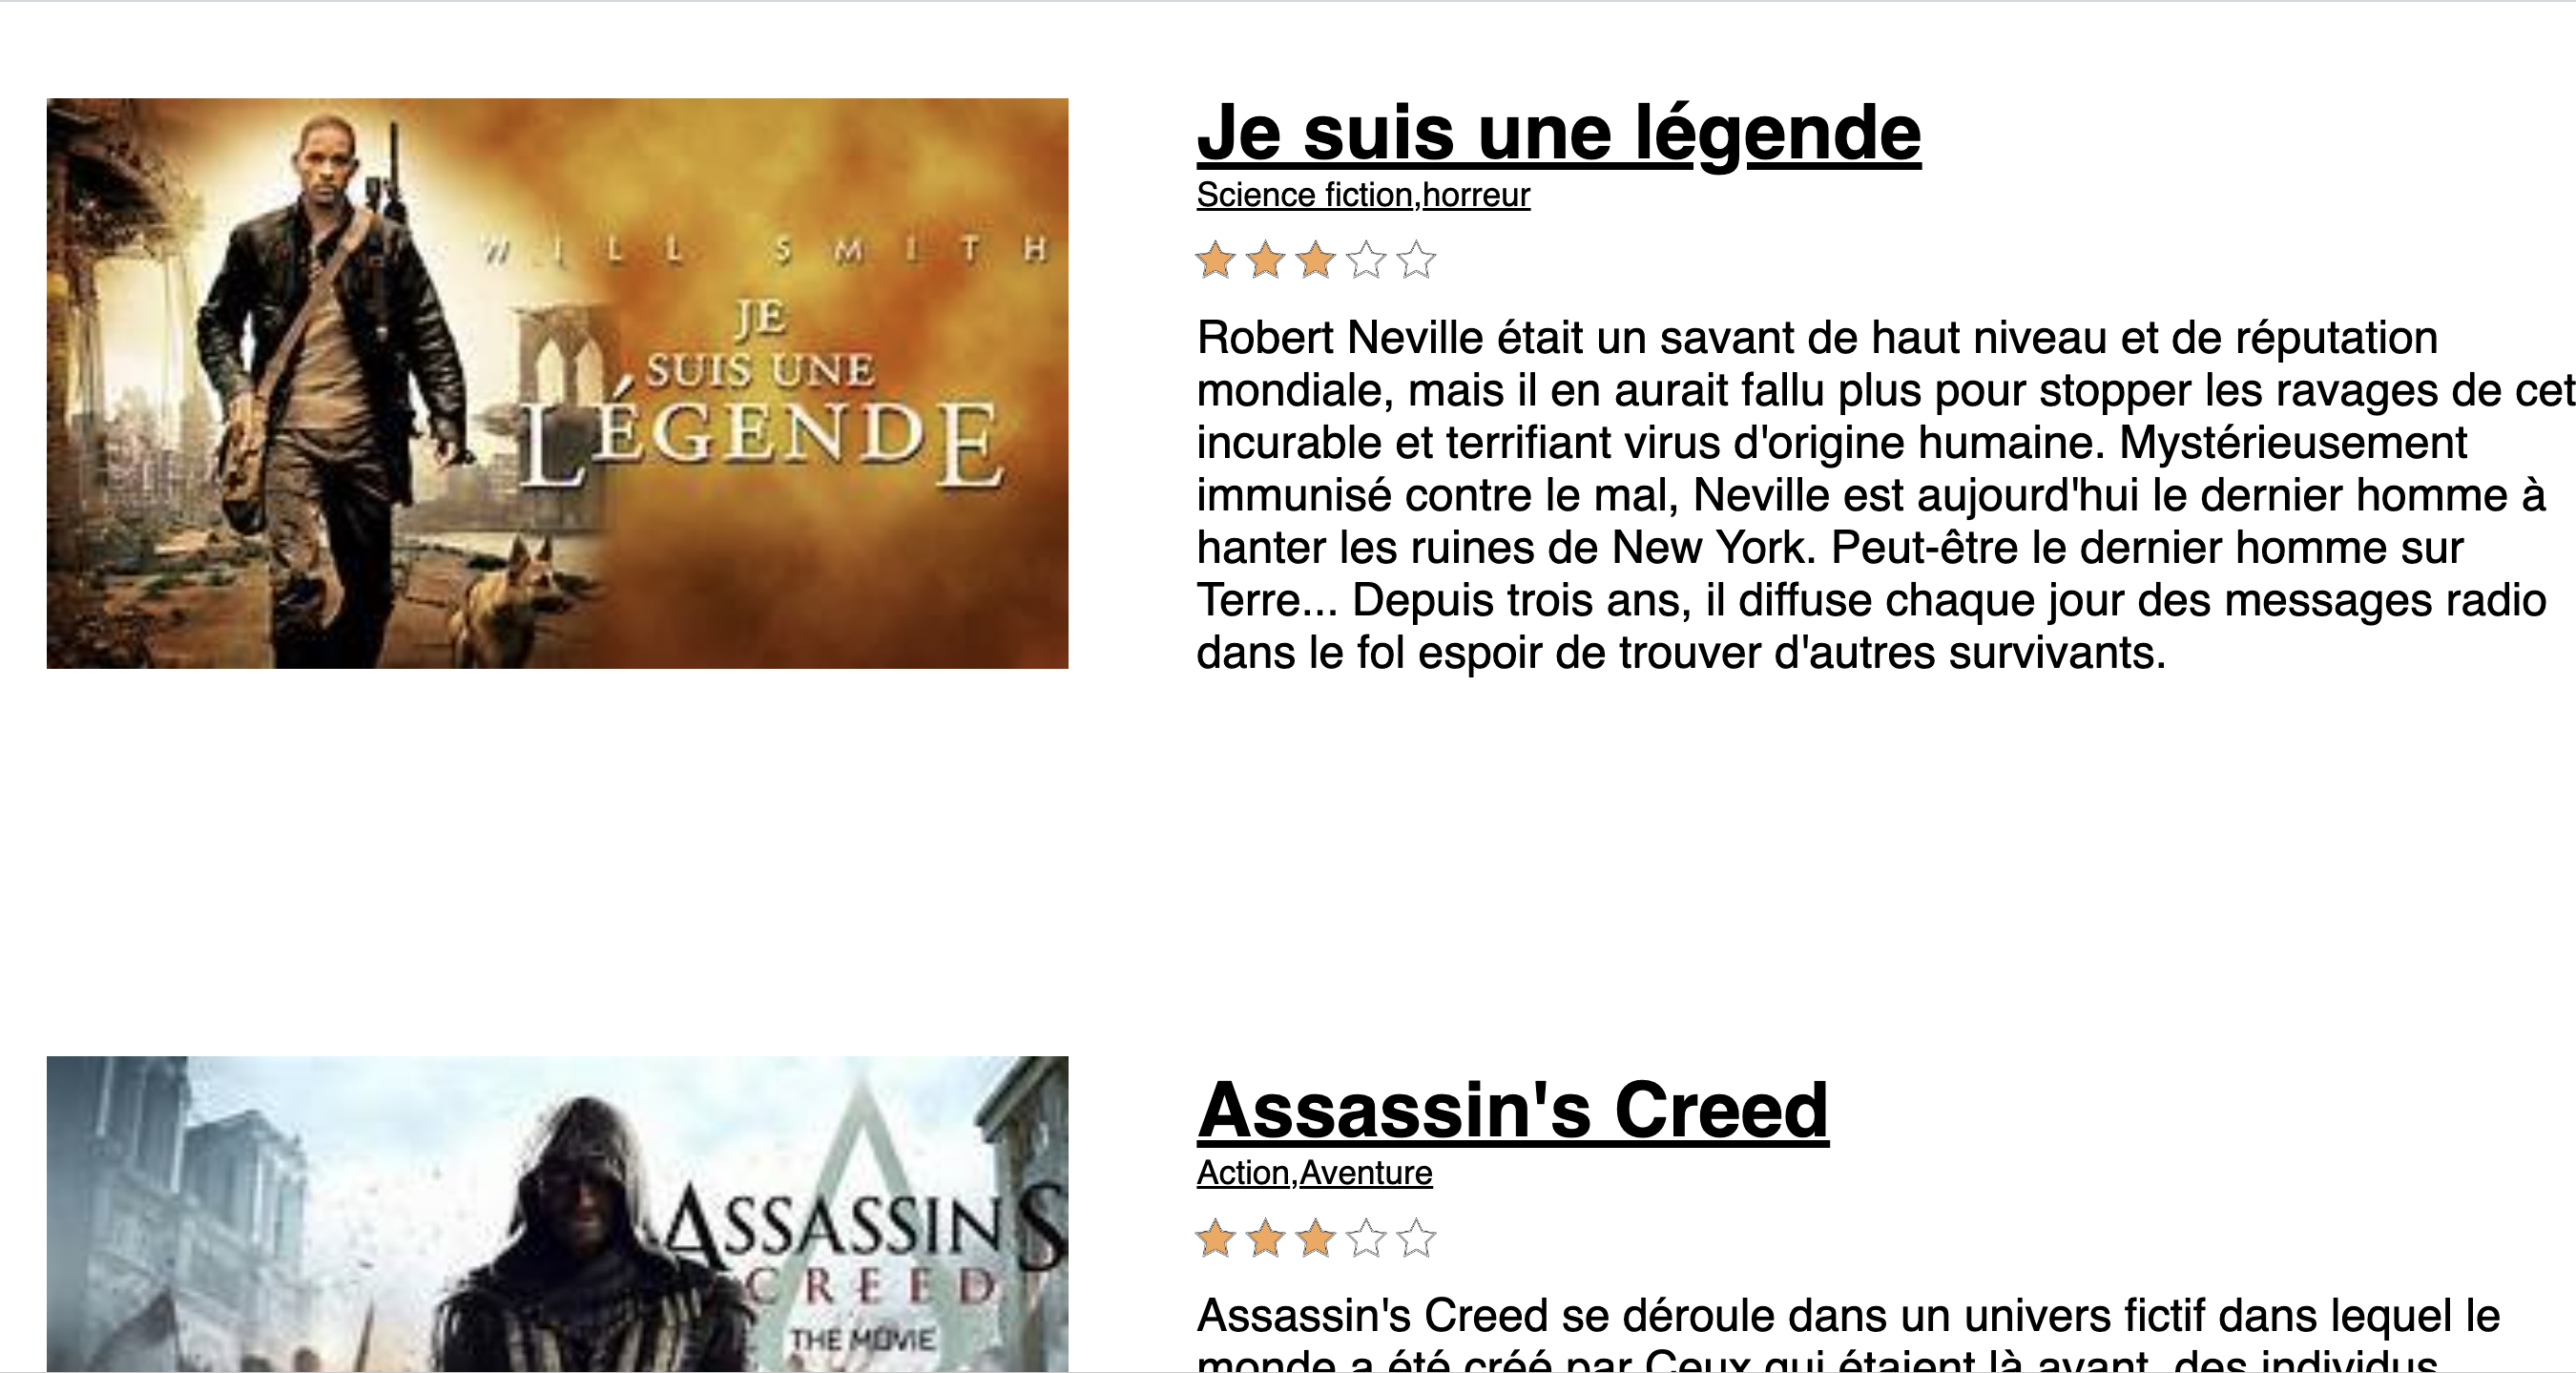 WILL SMITH
JE
SUIS UNE
LÉGENDE
Je suis une légende
Science fiction,horreur
Robert Neville était un savant de haut niveau et de réputation
mondiale, mais il en aurait fallu plus pour stopper les ravages de cet
incurable et terrifiant virus d'origine humaine. Mystérieusement
immunisé contre le mal, Neville est aujourd'hui le dernier homme à
hanter les ruines de New York. Peut-être le dernier homme sur
Terre... Depuis trois ans, il diffuse chaque jour des messages radio
dans le fol espoir de trouver d'autres survivants.
ASSASSINS
CREED
THE MOVIE
Assassin's Creed
Action,Aventure
Assassin's Creed se déroule dans un univers fictif dans lequel le
monde a été créé par Ceux qui étaient là avant, des individus